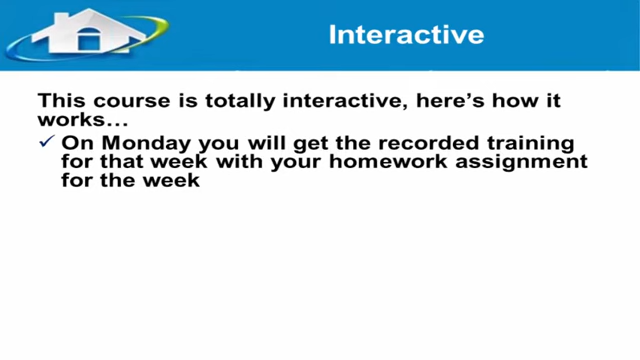 Interactive
This course is totally interactive, here's how it
works...
On Monday you will get the recorded training
for that week with your homework assignment
for the week